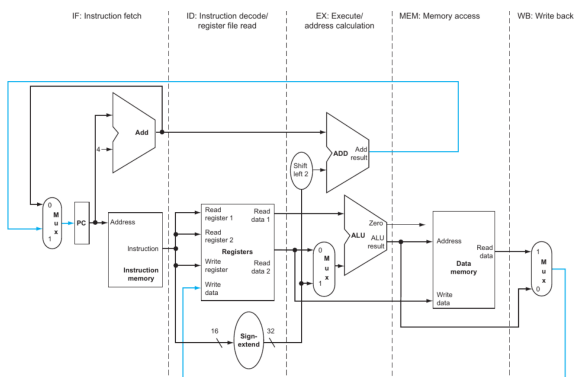 IF: Instruction fetch
ID: Instruction decode/
register file read
EX: Execute/
address calculation
MEM: Memory access
WB: Write back
Add
4
ADD
Add
result
Shift
left 2
0
M
u
x
1
PC
Address
Instruction
Instruction
memory
Read
register 1
Read
data 1
Read
register 2
Registers
Write
register
Read
data 2
Write
data
0
M
u
x
1
Zero
ALU
ALU
result
Address
Read
data
Data
memory
Write
data
1
M
u
x
0
16
Sign-
extend
32